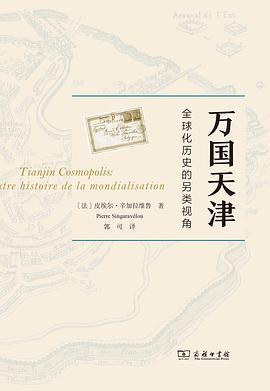 Arsenal de l'Est
万国天津
全球化历史的另类视角
Tianjin Cosmopolis:
tre histoire de la mondialisation
〔法〕皮埃尔·辛加拉维鲁 著
Pierre Singaravélou
郭可 译
商务印书馆
The Commercial Press